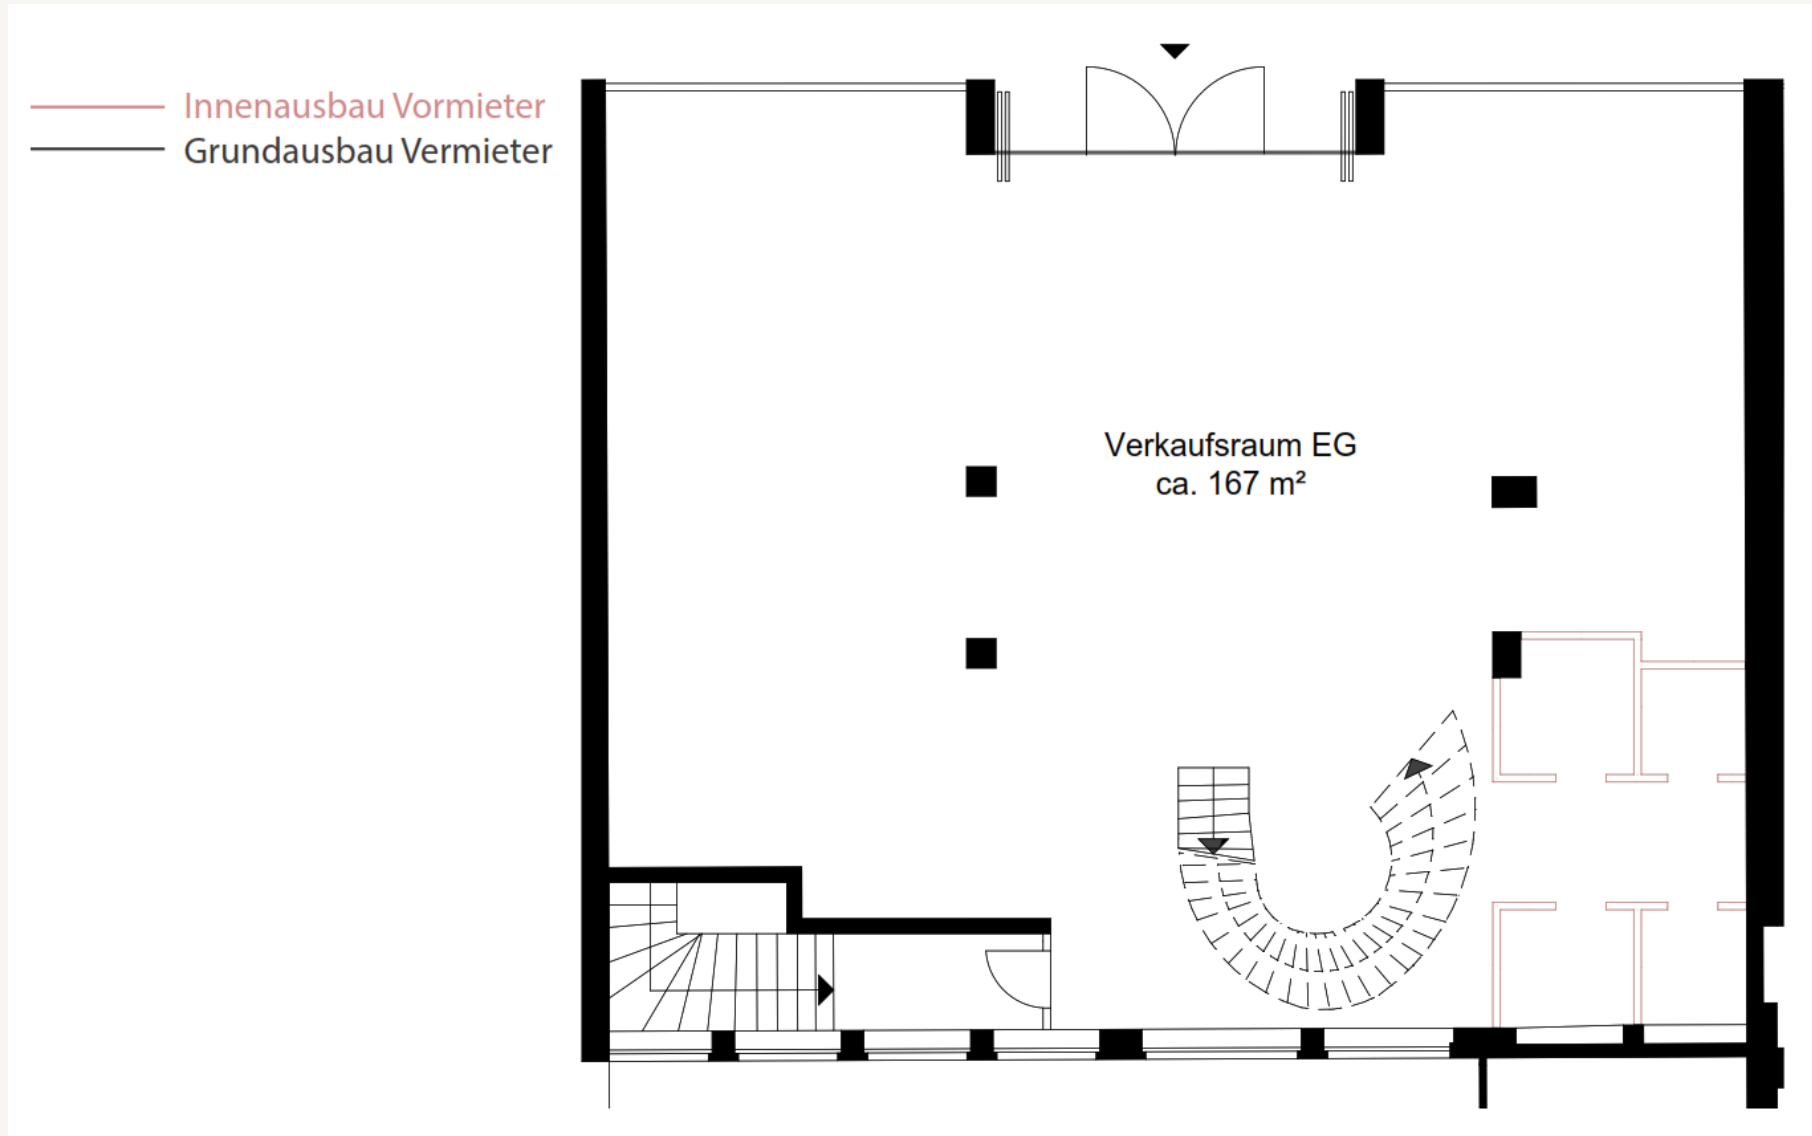 Innenausbau Vormieter
Grundausbau Vermieter
Verkaufsraum EG
ca. 167 m²